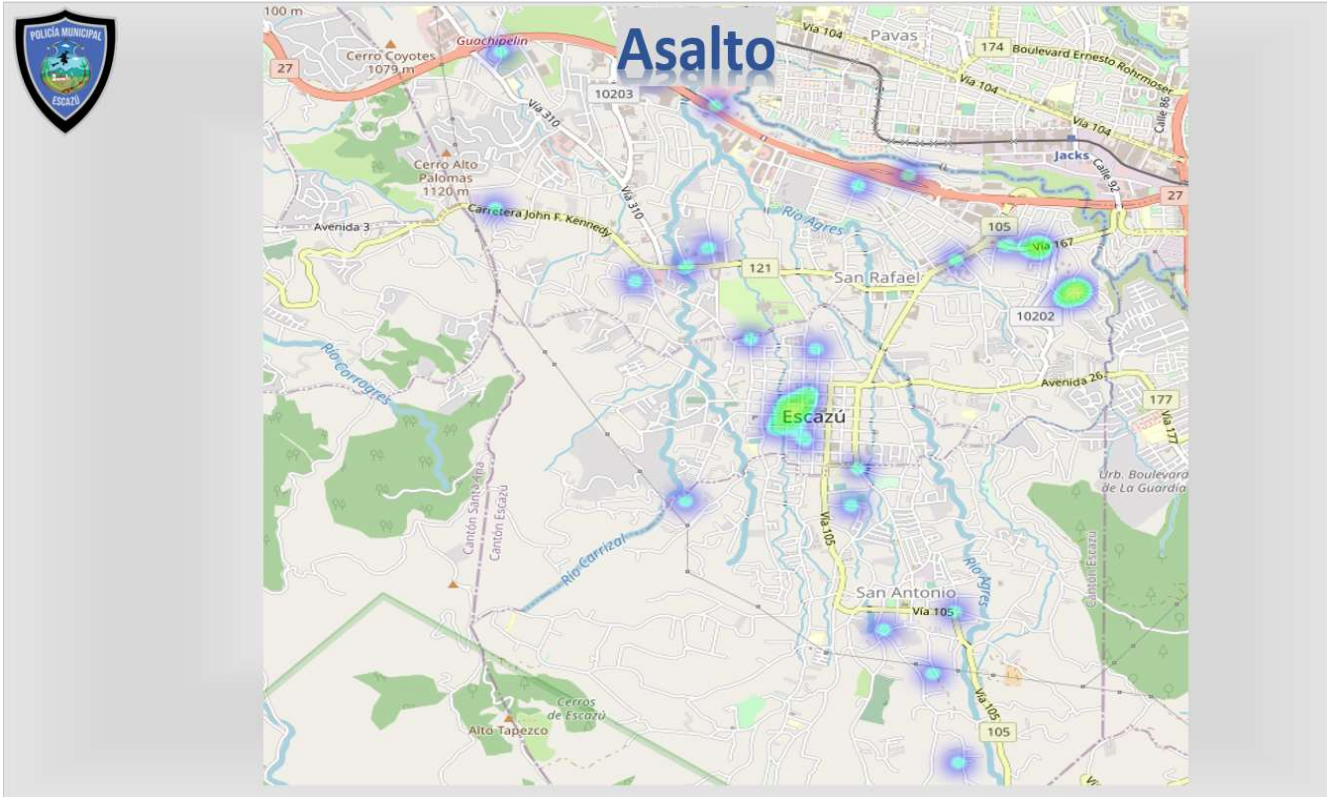 POLICÍA MUNICIPAL
ESCAZÚ
Asalto
100 m
Cerro Coyotes
1079 m
Guachipelín
27
10203
Vía 104
Pavas
174
Boulevard Ernesto Rohrmoser
Vía 104
Calle 86
Vía 310
Vía 104
Jacks
Calle 92
Cerro Alto
Palomas
1120 m
Vía 310
27
Avenida 3
Carretera John F. Kennedy
Río Agres
105
Vía 167
121
San Rafael
10202
Río Corrogres
Avenida 26
177
Vía 177
Escazú
Urb. Boulevard
de La Guardia
Cantón Santa Ana
Cantón Escazú
Vía 105
Río Carrizal
Río Agres
Cantón Escazú
San Antonio
Vía 105
Cerros
de Escazú
Alto Tapezco
Vía 105
105